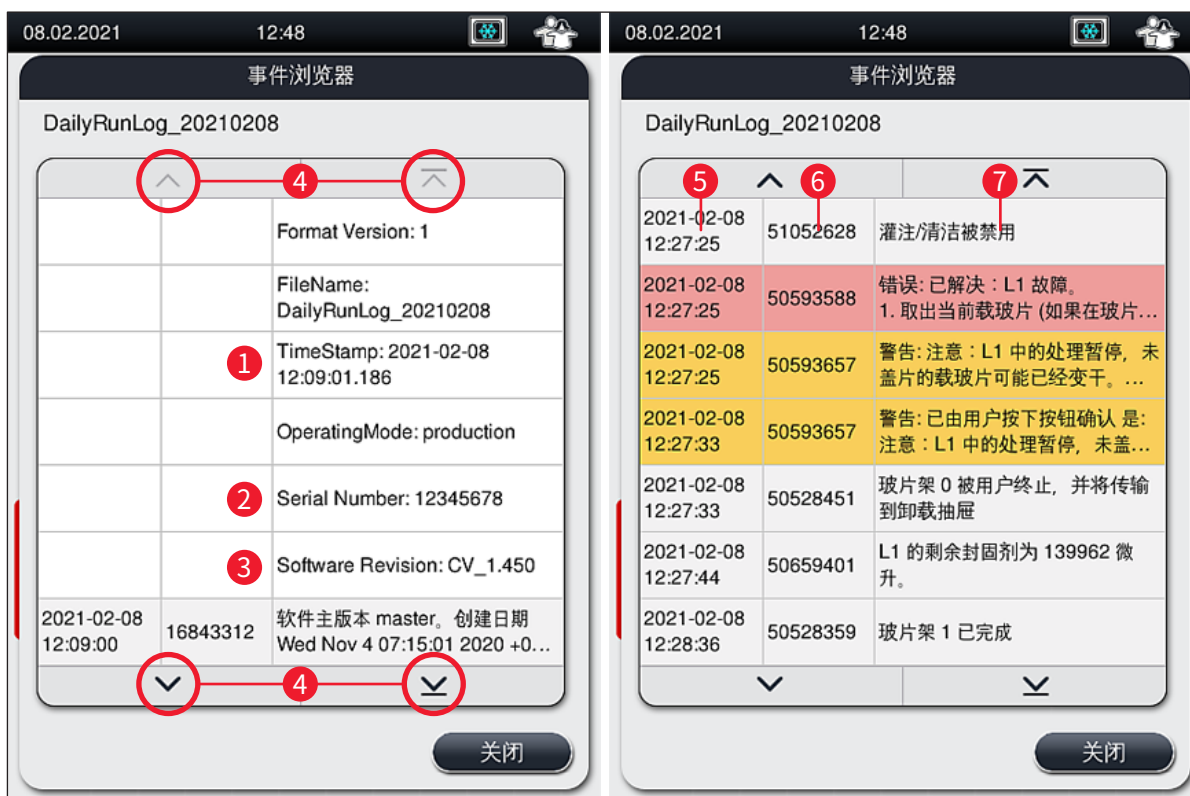 08.02.2021 12:48
事件浏览器
DailyRunLog_20210208
4
Format Version: 1
FileName:
DailyRunLog_20210208
1
TimeStamp: 2021-02-08
12:09:01.186
OperatingMode: production
2
Serial Number: 12345678
3
Software Revision: CV_1.450
2021-02-08
12:09:00
16843312
软件主版本 master。创建日期
Wed Nov 4 07:15:01 2020 +0...
4
关闭
08.02.2021 12:48
事件浏览器
DailyRunLog_20210208
5 6 7
2021-02-08
12:27:25
51052628
灌注/清洁被禁用
2021-02-08
12:27:25
50593588
错误: 已解决：L1 故障。
1. 取出当前载玻片 (如果在玻片...
2021-02-08
12:27:25
50593657
警告: 注意：L1 中的处理暂停，未
盖片的载玻片可能已经变干。...
2021-02-08
12:27:33
50593657
警告: 已由用户按下按钮确认 是:
注意：L1 中的处理暂停，未盖...
2021-02-08
12:27:33
50528451
玻片架 0 被用户终止，并将传输
到卸载抽屉
2021-02-08
12:27:44
50659401
L1 的剩余封固剂为 139962 微
升。
2021-02-08
12:28:36
50528359
玻片架 1 已完成
关闭